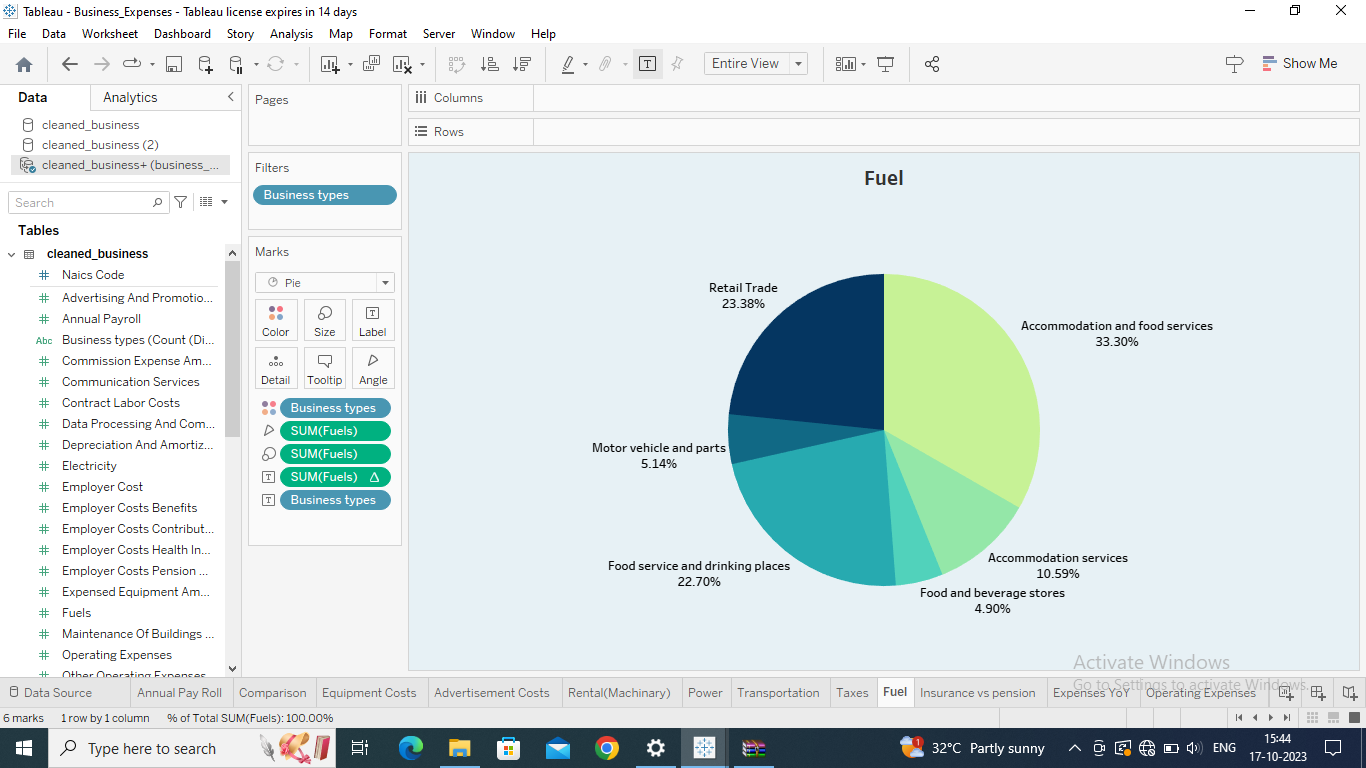 Tableau - Business_Expenses - Tableau license expires in 14 days
File Data Worksheet Dashboard Story Analysis Map Format Server Window Help
Entire View
Show Me
Data Analytics
cleaned_business
cleaned_business (2)
cleaned_business+ (business_...
Search
Tables
cleaned_business
Naics Code
Advertising And Promotio...
Annual Payroll
Abc Business types (Count (Di...
Commission Expense Am...
Communication Services
Contract Labor Costs
Data Processing And Com...
Depreciation And Amortiz...
Electricity
Employer Cost
Employer Costs Benefits
Employer Costs Contribut...
Employer Costs Health In...
Employer Costs Pension ...
Expensed Equipment Am...
Fuels
Maintenance Of Buildings ...
Operating Expenses
Other Operating Expenses
Pages
Filters
Business types
Marks
Pie
Color Size Label
Detail Tooltip Angle
Business types
SUM(Fuels)
SUM(Fuels)
SUM(Fuels) Δ
Business types
Columns
Rows
Fuel
Retail Trade
23.38%
Accommodation and food services
33.30%
Motor vehicle and parts
5.14%
Food service and drinking places
22.70%
Accommodation services
10.59%
Food and beverage stores
4.90%
Activate Windows
Go to Settings to activate Windows.
Data Source Annual Pay Roll Comparison Equipment Costs Advertisement Costs Rental(Machinary) Power Transportation Taxes Fuel Insurance vs pension Expenses YoY Operating Expenses
6 marks 1 row by 1 column % of Total SUM(Fuels): 100.00%
Type here to search
1
32°C Partly sunny
ENG
15:44
17-10-2023